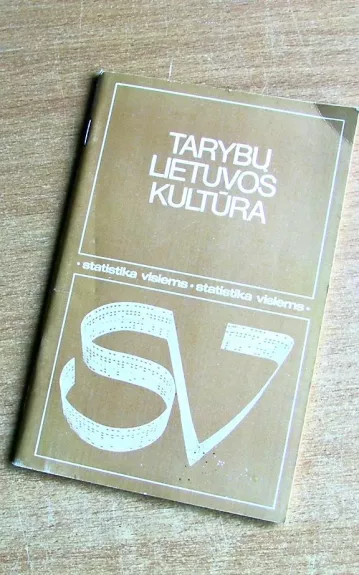 TARYBŲ
LIETUVOS
KULTŪRA
• statistika visiems • statistika visiems •
SV